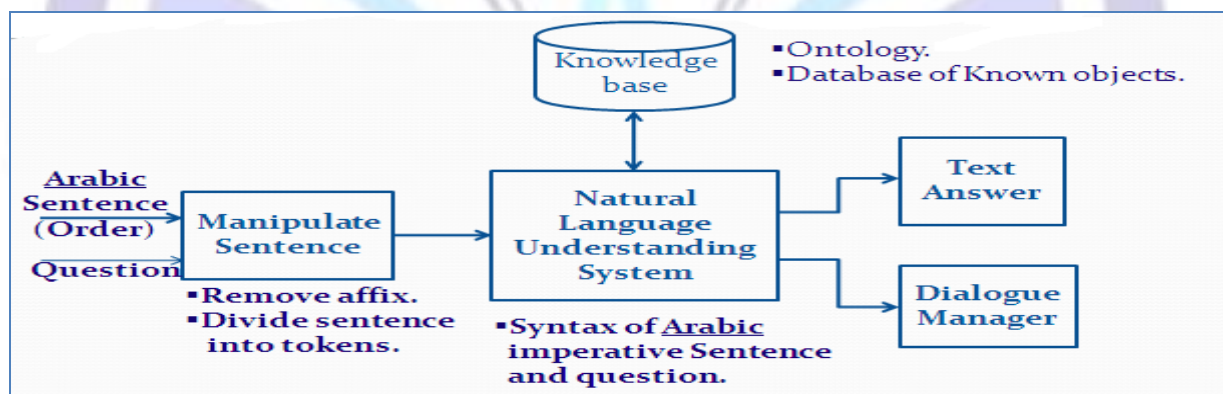 Knowledge
base
▪Ontology.
▪Database of Known objects.
Arabic
Sentence
(Order)
Question
Manipulate
Sentence
▪Remove affix.
▪Divide sentence
into tokens.
Natural
Language
Understanding
System
▪Syntax of Arabic
imperative Sentence
and question.
Text
Answer
Dialogue
Manager